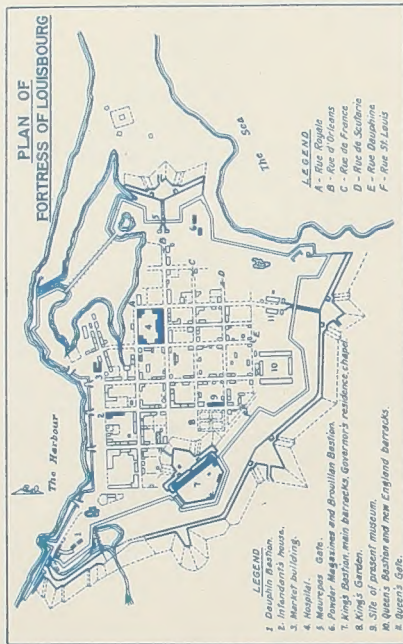 PLAN OF
FORTRESS OF LOUISBOURG
The Harbour
The Sea
LEGEND
A - Rue Royale
B - Rue d'Orleans
C - Rue de France
D - Rue de Scatarie
E - Rue Dauphine
F - Rue St. Louis
LEGEND
1 Dauphin Bastion.
2. Intendant's house.
3. Market building.
4. Hospital.
5. Maurepas Gate.
6. Powder Magazines and Brouillan Bastion.
7. King's Bastion, main barracks, Governor's residence, chapel.
8. King's Garden.
9. Site of present museum.
10. Queen's Bastion and new England barracks
11. Queen's Gate.